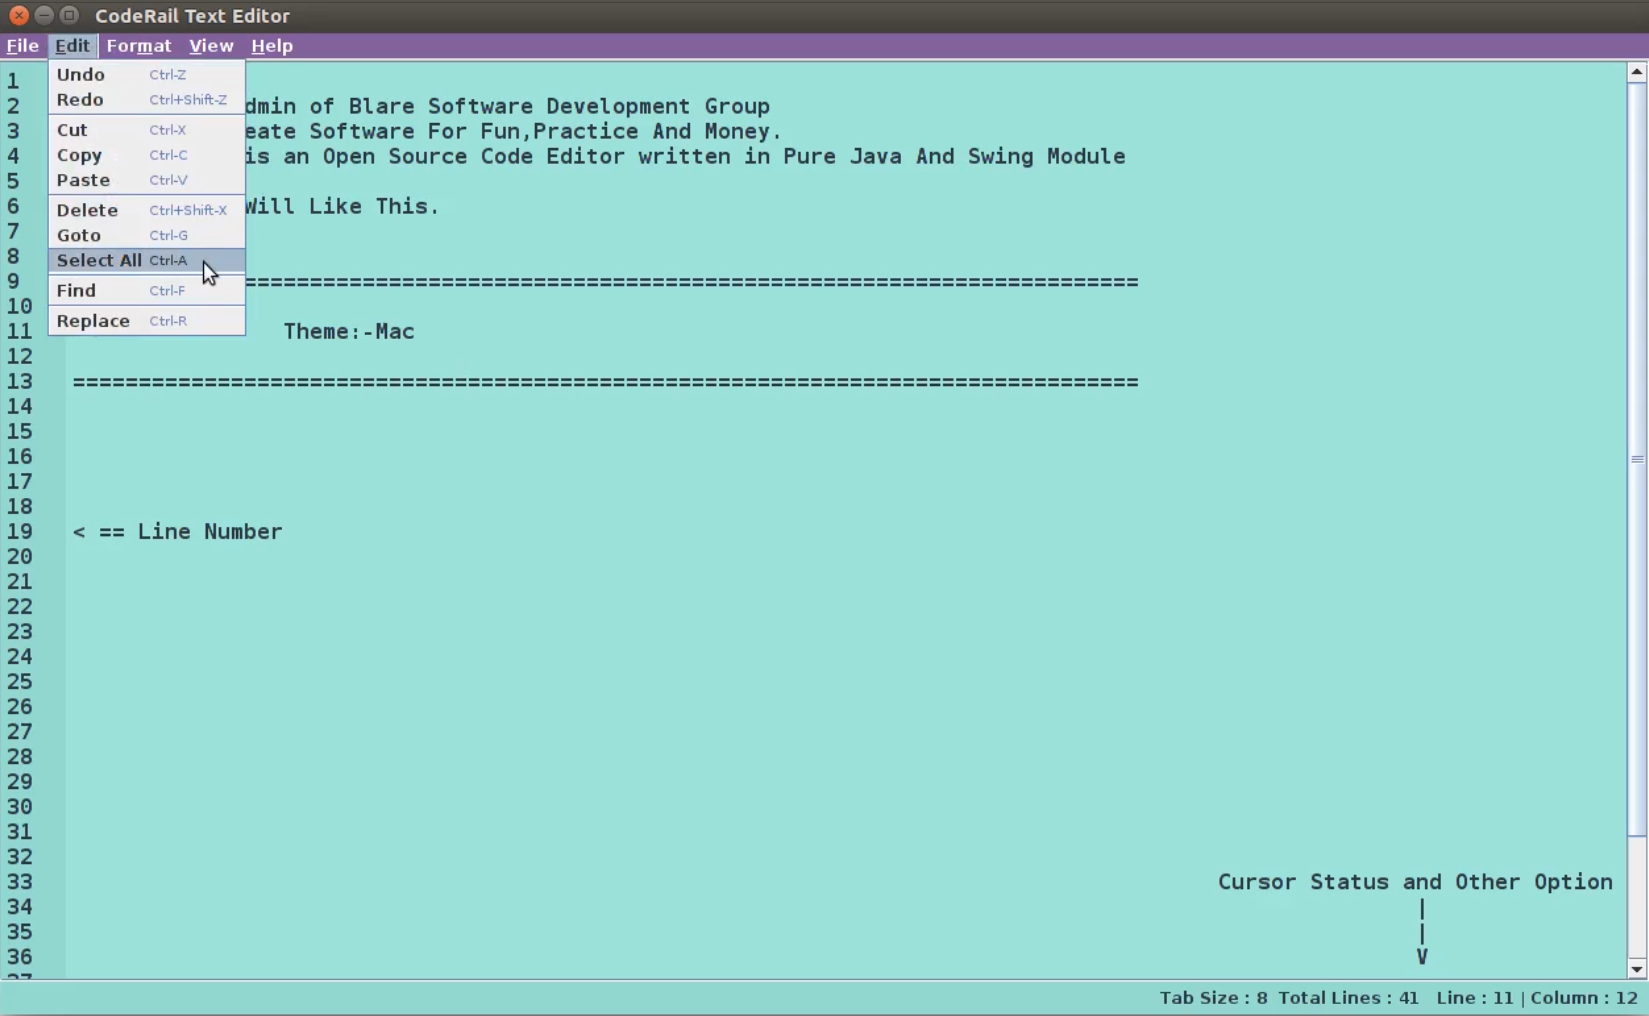 CodeRail Text Editor
File Edit Format View Help
Undo Ctrl-Z
Redo Ctrl+Shift-Z
Cut Ctrl-X
Copy Ctrl-C
Paste Ctrl-V
Delete Ctrl+Shift-X
Goto Ctrl-G
Select All Ctrl-A
Find Ctrl-F
Replace Ctrl-R
1
2 dmin of Blare Software Development Group
3 eate Software For Fun,Practice And Money.
4 is an Open Source Code Editor written in Pure Java And Swing Module
5
6 Will Like This.
7
8
9 ====================================================================
10
11 Theme:-Mac
12
13 =================================================================================
14
15
16
17
18
19 < == Line Number
20
21
22
23
24
25
26
27
28
29
30
31
32
33 Cursor Status and Other Option
34 |
35 |
36 V
Tab Size : 8 Total Lines : 41 Line : 11 | Column : 12